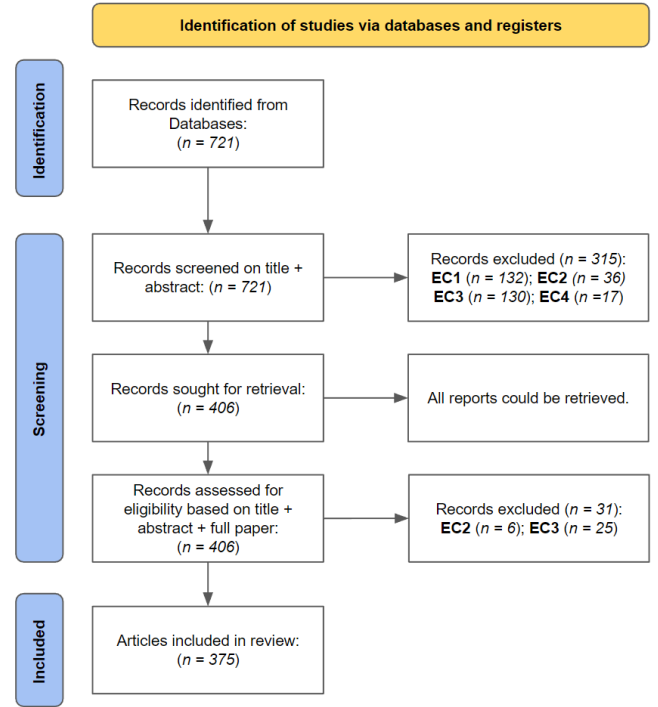 Identification of studies via databases and registers
Identification
Records identified from
Databases:
(n = 721)
Screening
Records screened on title +
abstract: (n = 721)
Records excluded (n = 315):
EC1 (n = 132); EC2 (n = 36)
EC3 (n = 130); EC4 (n =17)
Records sought for retrieval:
(n = 406)
All reports could be retrieved.
Records assessed for
eligibility based on title +
abstract + full paper:
(n = 406)
Records excluded (n = 31):
EC2 (n = 6); EC3 (n = 25)
Included
Articles included in review:
(n = 375)